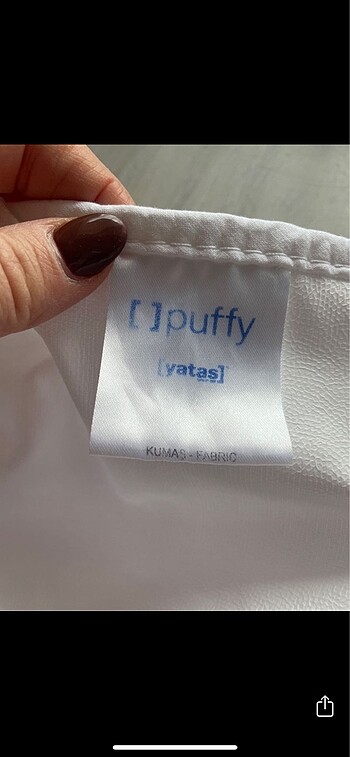 [ ]puffy
[yataş]
KUMAŞ - FABRIC